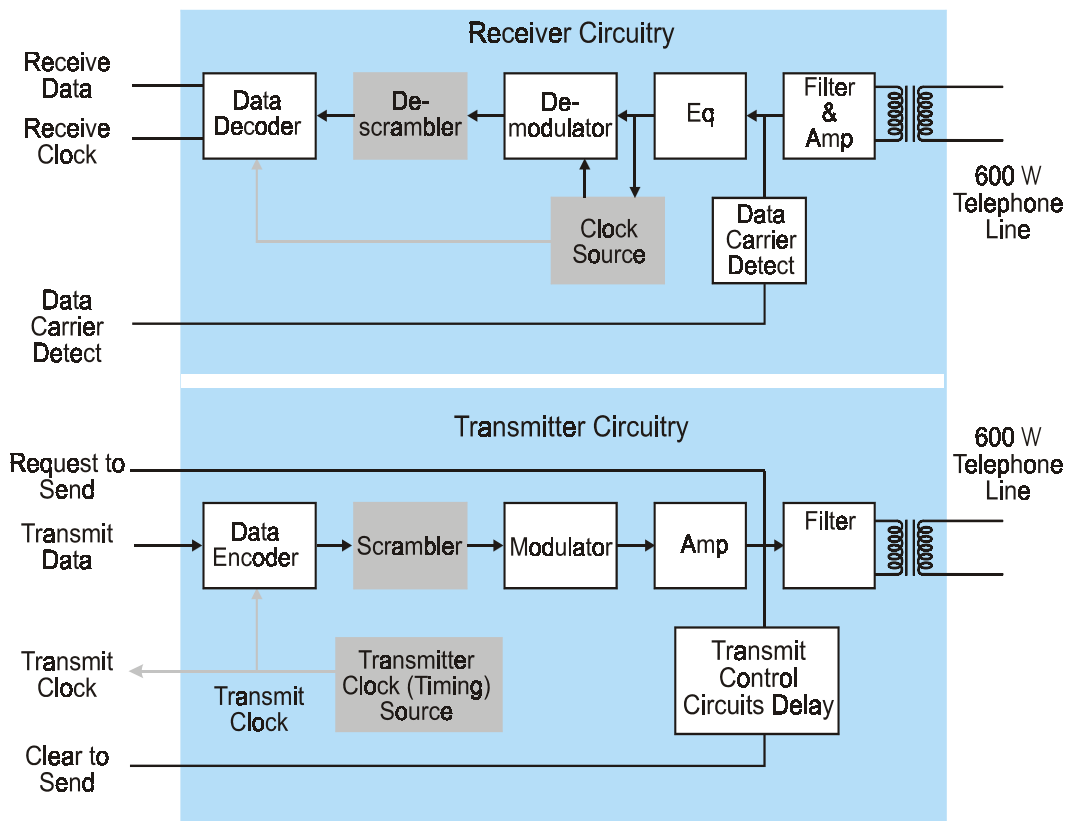 Receiver Circuitry
Receive
Data
Receive
Clock
Data
Decoder
De-
scrambler
De-
modulator
Eq
Filter
&
Amp
600 W
Telephone
Line
Clock
Source
Data
Carrier
Detect
Data
Carrier
Detect
Transmitter Circuitry
Request to
Send
Transmit
Data
Data
Encoder
Scrambler
Modulator
Amp
Filter
600 W
Telephone
Line
Transmit
Clock
Transmit
Clock
Transmitter
Clock (Timing)
Source
Transmit
Control
Circuits Delay
Clear to
Send